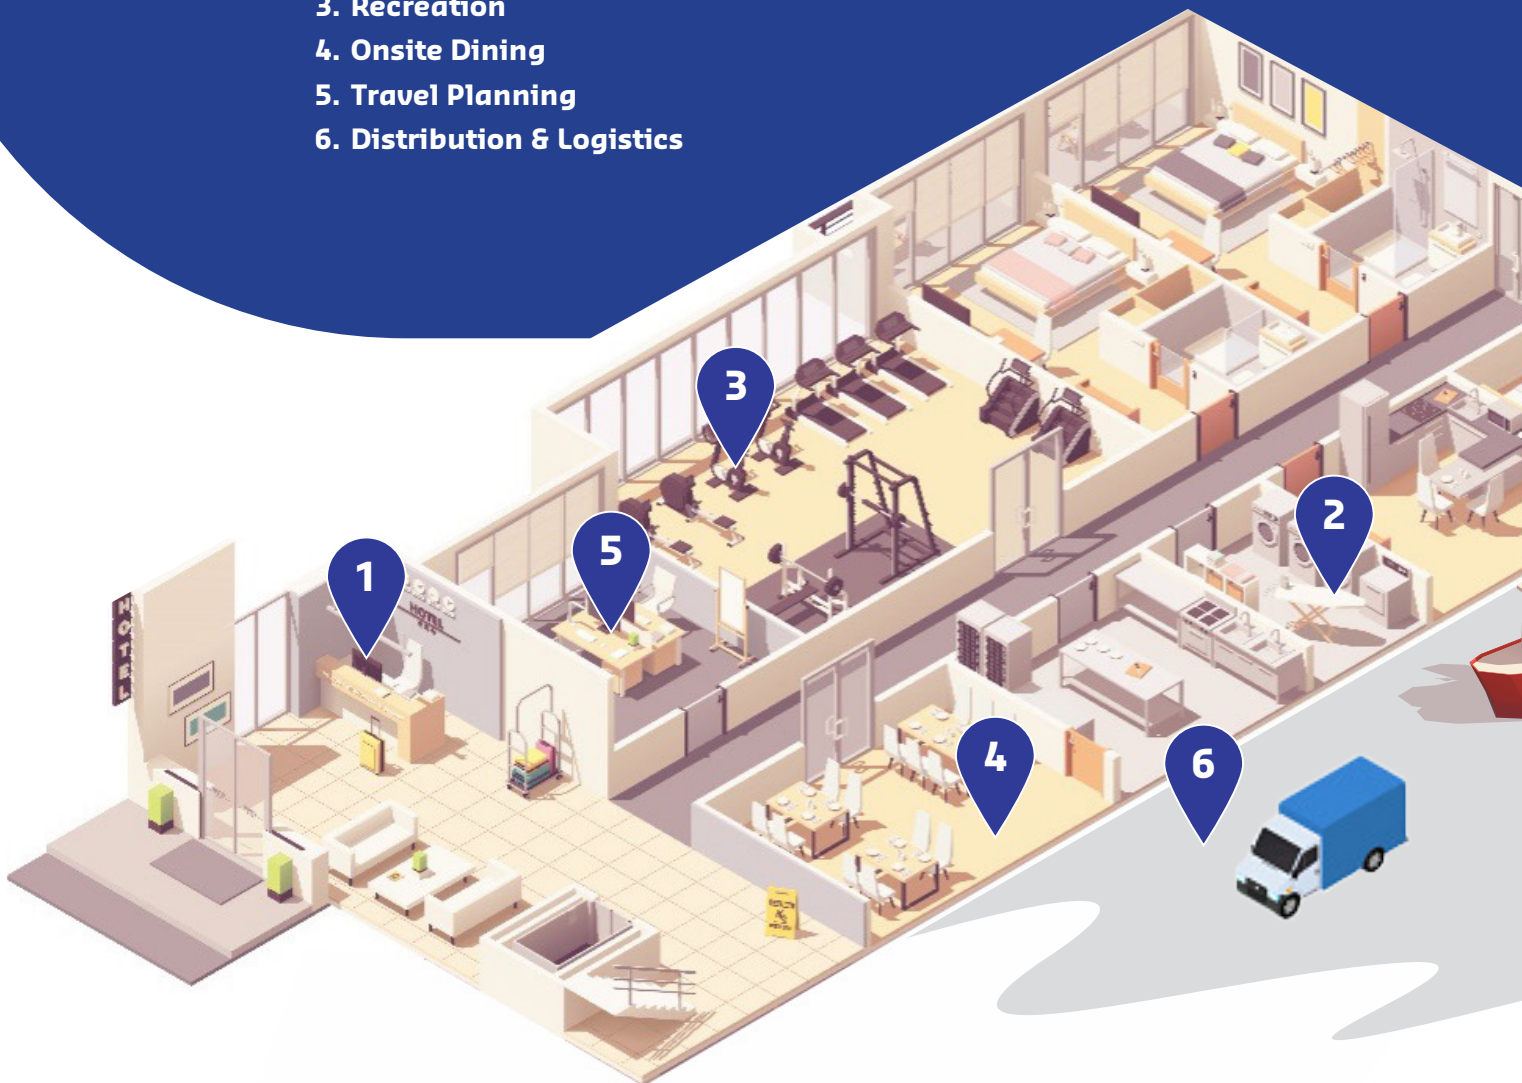 3. Recreation
4. Onsite Dining
5. Travel Planning
6. Distribution & Logistics
3
2
5
1
HOTEL
HOTEL
4
6